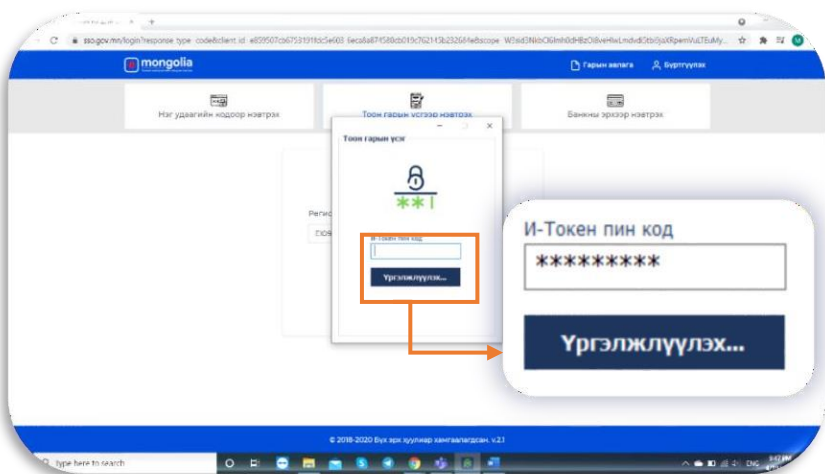 mongolia
Гарын авлага
Бүртгүүлэх
Нэг удаагийн кодоор нэвтрэх
Тоон гарын үсгээр нэвтрэх
Банкны эрхээр нэвтрэх
Тоон гарын үсэг
**|
И-Токен пин код
Үргэлжлүүлэх...
И-Токен пин код
*********
Үргэлжлүүлэх...
© 2018-2020 Бүх эрх хуулиар хамгаалагдсан. v.2.1
Type here to search